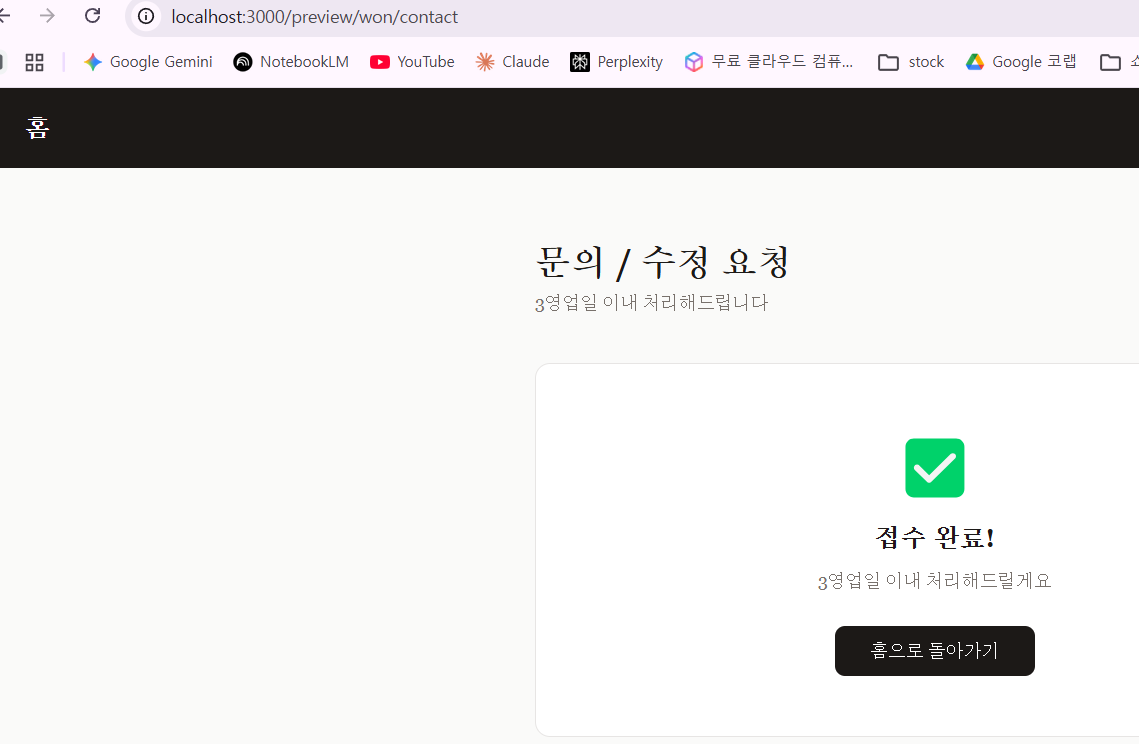 localhost:3000/preview/won/contact
Google Gemini NotebookLM YouTube Claude Perplexity 무료 클라우드 컴퓨... stock Google 코랩
홈
문의 / 수정 요청
3영업일 이내 처리해드립니다
접수 완료!
3영업일 이내 처리해드릴게요
홈으로 돌아가기